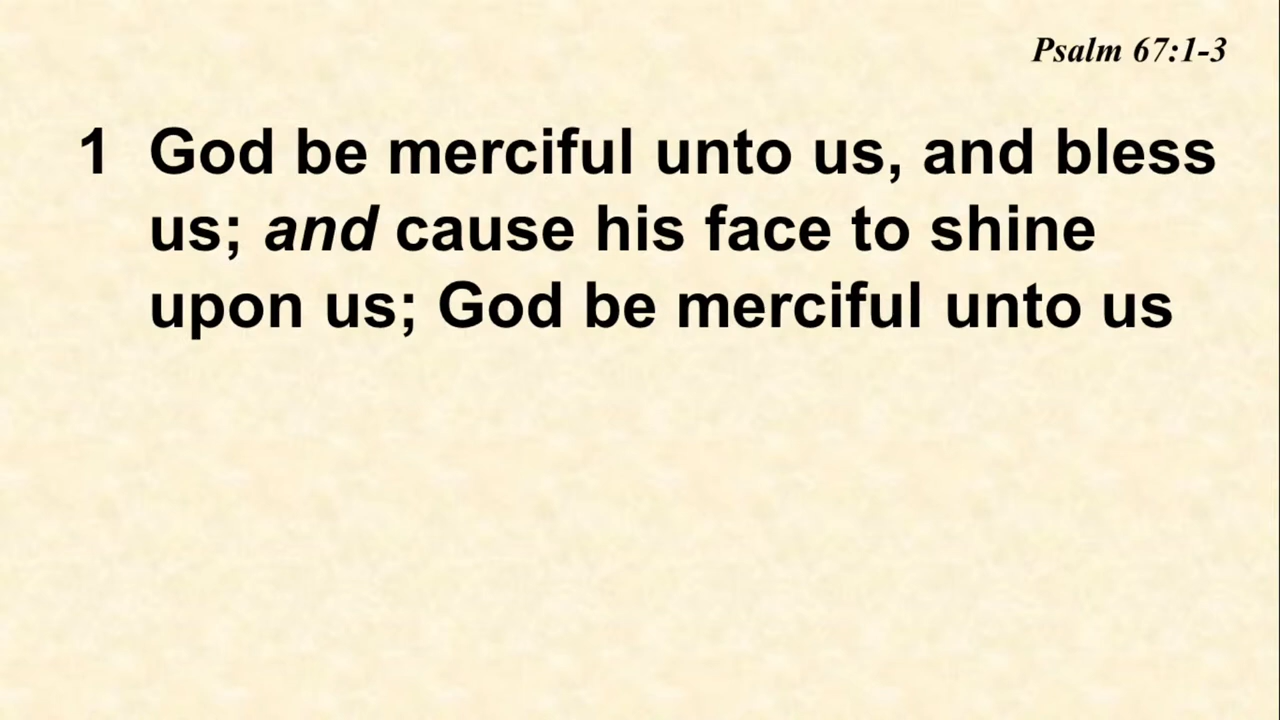 Psalm 67:1-3
1 God be merciful unto us, and bless
us; and cause his face to shine
upon us; God be merciful unto us